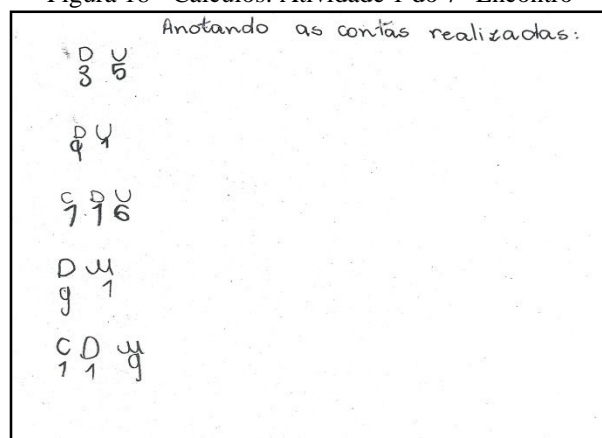 Figura 18 - Cálculos: Atividade 1 do 7º Encontro
Anotando as contas realizadas:
D U
3 5
D U
9 1
C D U
1 1 6
D U
9 1
C D U
1 1 9